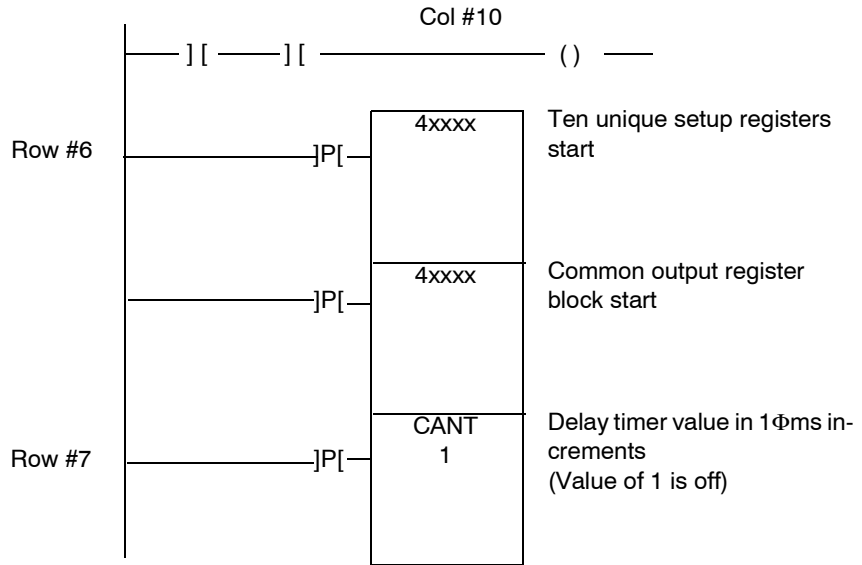 Col #10
] [ ] [ ( )
4xxxx Ten unique setup registers
start
Row #6 ]P[
4xxxx Common output register
]P[ block start
CANT Delay timer value in 1Φms in-
Row #7 ]P[ 1 crements
(Value of 1 is off)